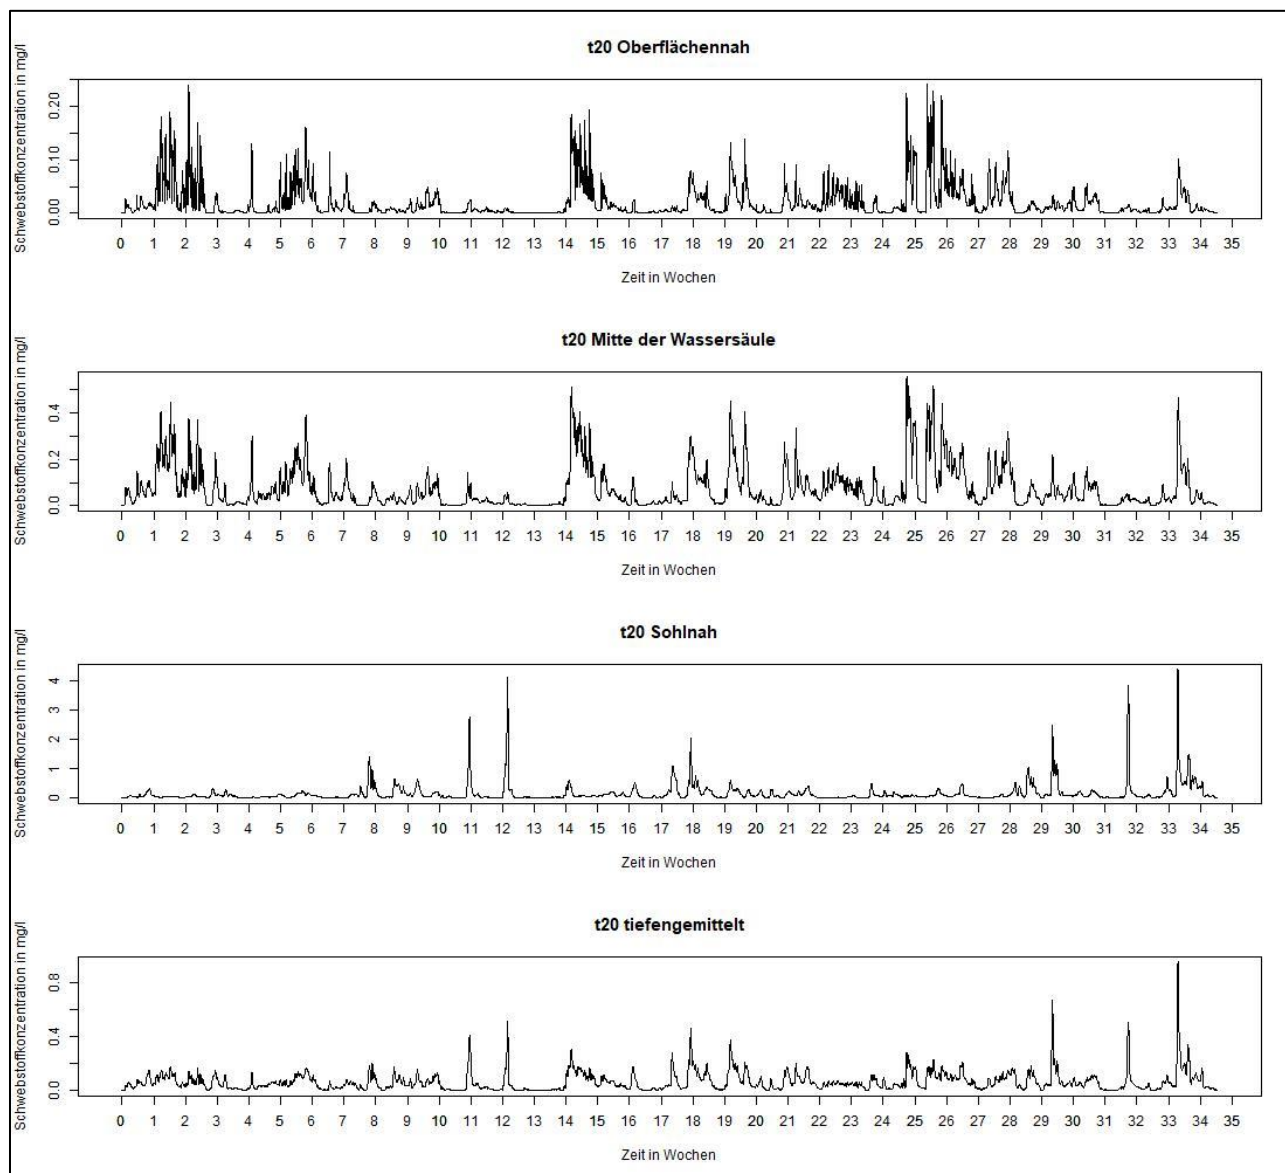 t20 Oberflächennah
Schwebstoffkonzentration in mg/l
0.20
0.10
0.00
0 1 2 3 4 5 6 7 8 9 10 11 12 13 14 15 16 17 18 19 20 21 22 23 24 25 26 27 28 29 30 31 32 33 34 35
Zeit in Wochen
t20 Mitte der Wassersäule
Schwebstoffkonzentration in mg/l
0.4
0.2
0.0
0 1 2 3 4 5 6 7 8 9 10 11 12 13 14 15 16 17 18 19 20 21 22 23 24 25 26 27 28 29 30 31 32 33 34 35
Zeit in Wochen
t20 Sohlnah
Schwebstoffkonzentration in mg/l
4
3
2
1
0
0 1 2 3 4 5 6 7 8 9 10 11 12 13 14 15 16 17 18 19 20 21 22 23 24 25 26 27 28 29 30 31 32 33 34 35
Zeit in Wochen
t20 tiefengemittelt
Schwebstoffkonzentration in mg/l
0.8
0.4
0.0
0 1 2 3 4 5 6 7 8 9 10 11 12 13 14 15 16 17 18 19 20 21 22 23 24 25 26 27 28 29 30 31 32 33 34 35
Zeit in Wochen